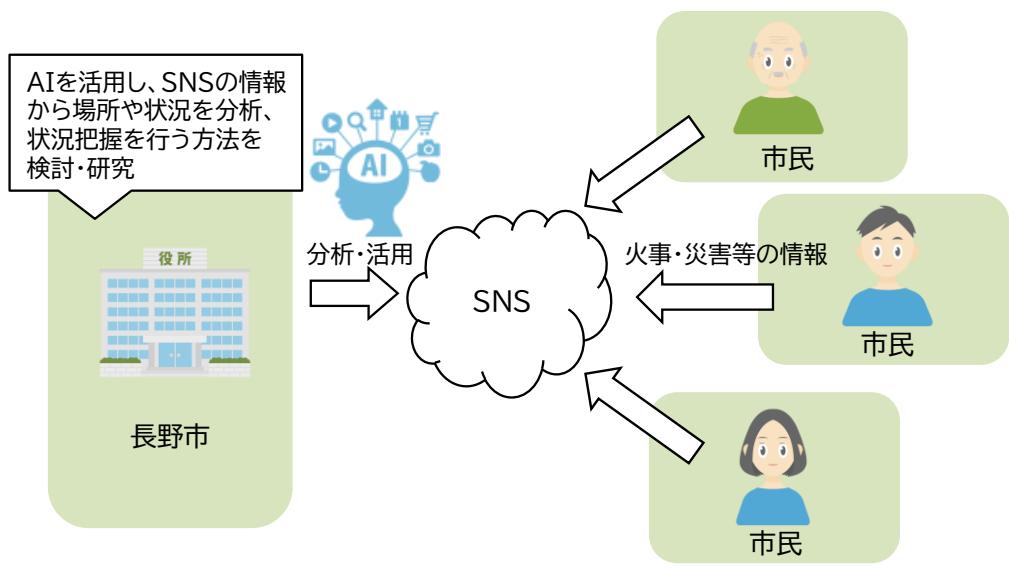 AIを活用し、SNSの情報
から場所や状況を分析、
状況把握を行う方法を
検討・研究
AI
役所
長野市
分析・活用
SNS
火事・災害等の情報
市民
市民
市民